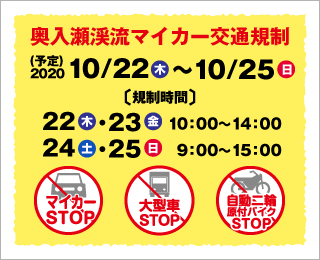 奥入瀬渓流マイカー交通規制
(予定)
2020 10/22木～10/25日
〔規制時間〕
22木・23金 10:00～14:00
24土・25日 9:00～15:00
マイカー
STOP
大型車
STOP
自動二輪
原付バイク
STOP